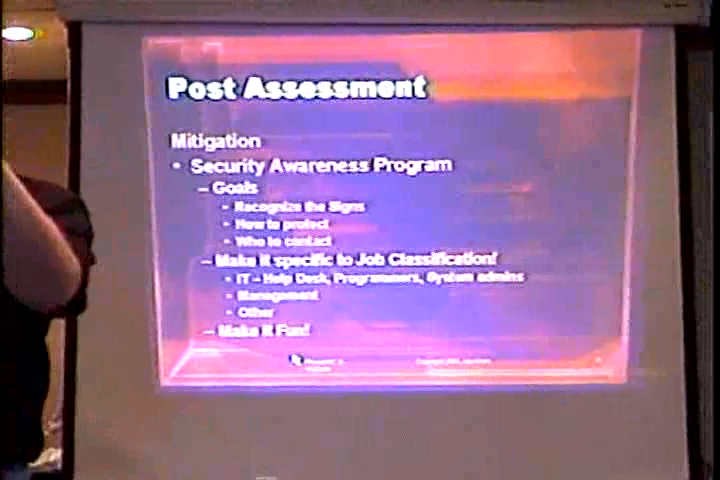 Post Assessment
Mitigation
• Security Awareness Program
– Goals
• Recognize the Signs
• How to protect
• Who to contact
– Make it specific to Job Classification!
• IT – Help Desk, Programmers, System admins
• Management
• Other
– Make it Fun!